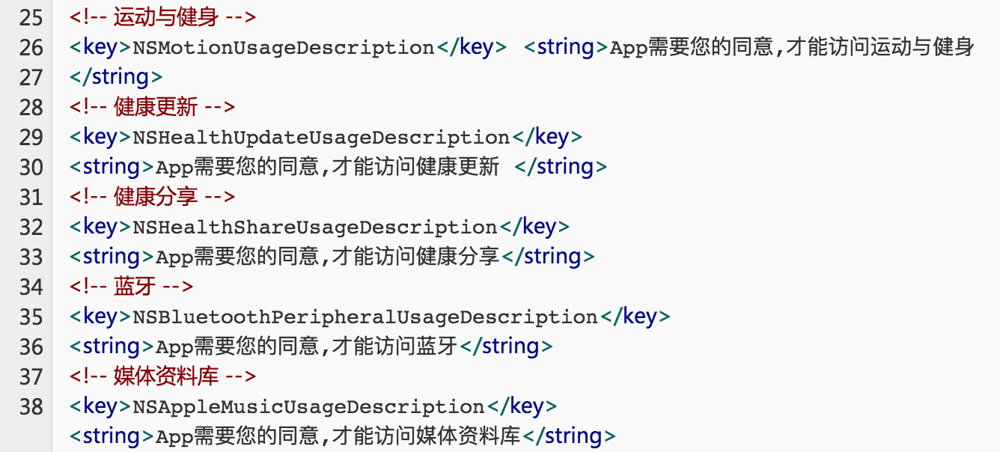 25 <!-- 运动与健身 -->
26 <key>NSMotionUsageDescription</key> <string>App需要您的同意,才能访问运动与健身
27 </string>
28 <!-- 健康更新 -->
29 <key>NSHealthUpdateUsageDescription</key>
30 <string>App需要您的同意,才能访问健康更新 </string>
31 <!-- 健康分享 -->
32 <key>NSHealthShareUsageDescription</key>
33 <string>App需要您的同意,才能访问健康分享</string>
34 <!-- 蓝牙 -->
35 <key>NSBluetoothPeripheralUsageDescription</key>
36 <string>App需要您的同意,才能访问蓝牙</string>
37 <!-- 媒体资料库 -->
38 <key>NSAppleMusicUsageDescription</key>
<string>App需要您的同意,才能访问媒体资料库</string>